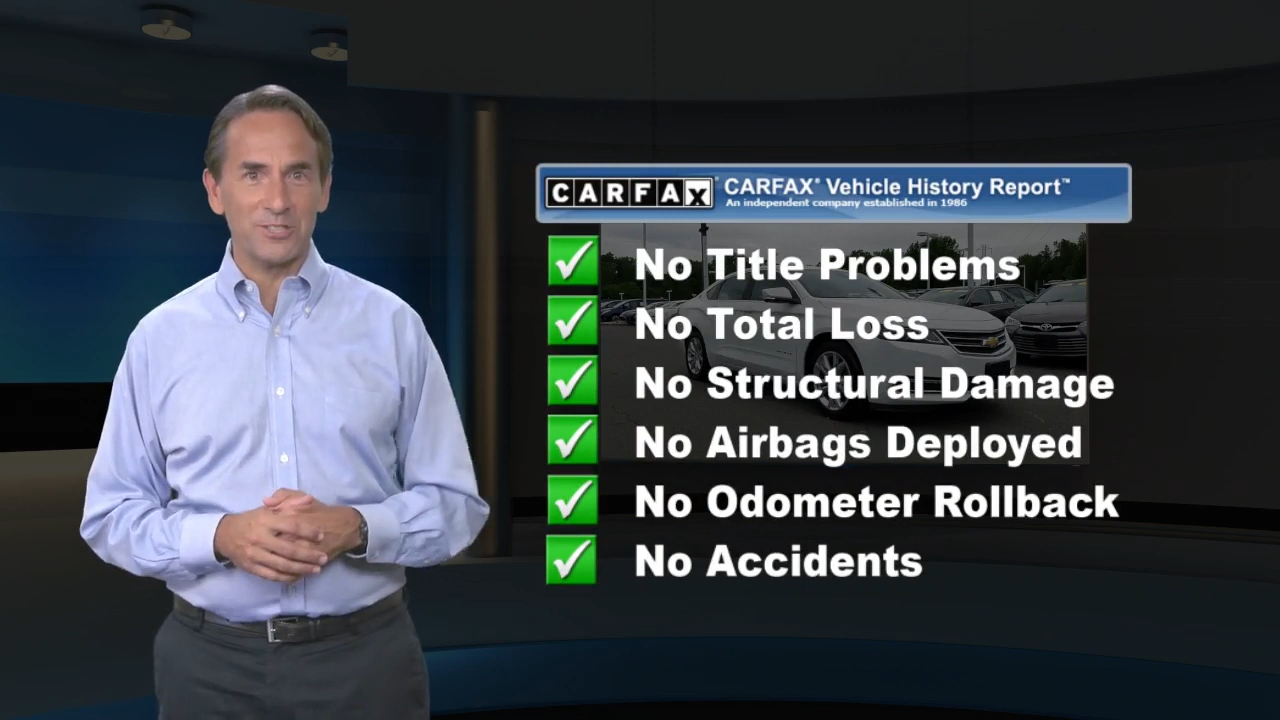 CARFAX® CARFAX® Vehicle History Report™
An independent company established in 1986
No Title Problems
No Total Loss
No Structural Damage
No Airbags Deployed
No Odometer Rollback
No Accidents